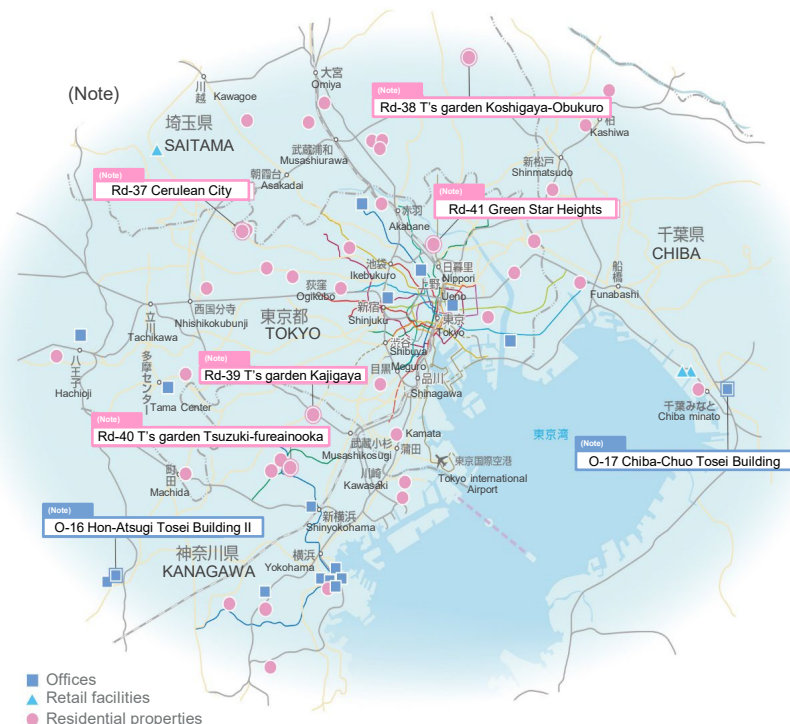 (Note)
大宮
Omiya
川越
Kawagoe
(Note)
Rd-38 T's garden Koshigaya-Obukuro
柏
Kashiwa
埼玉県
SAITAMA
武蔵浦和
Musashiurawa
新松戸
Shinmatsudo
朝霞台
Asakadai
(Note)
Rd-37 Cerulean City
(Note)
Rd-41 Green Star Heights
赤羽
Akabane
千葉県
CHIBA
船橋
Funabashi
池袋
Ikebukuro
日暮里
Nippori
上野
Ueno
荻窪
Ogikubo
西国分寺
Nhishikokubunji
立川
Tachikawa
東京都
TOKYO
新宿
Shinjuku
東京
Tokyo
渋谷
Shibuya
八王子
Hachioji
多摩センター
Tama Center
(Note)
Rd-39 T's garden Kajigaya
目黒
Meguro
品川
Shinagawa
千葉みなと
Chiba minato
(Note)
Rd-40 T's garden Tsuzuki-fureainooka
武蔵小杉
Musashikosugi
Kamata
蒲田
東京湾
(Note)
O-17 Chiba-Chuo Tosei Building
町田
Machida
川崎
Kawasaki
東京国際空港
Tokyo international
Airport
(Note)
O-16 Hon-Atsugi Tosei Building II
新横浜
Shinyokohama
神奈川県
KANAGAWA
横浜
Yokohama
Offices
Retail facilities
Residential properties